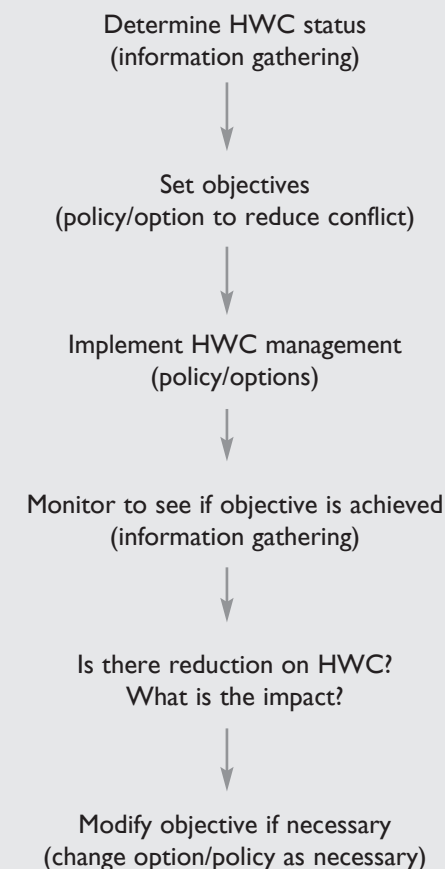 Determine HWC status
(information gathering)
Set objectives
(policy/option to reduce conflict)
Implement HWC management
(policy/options)
Monitor to see if objective is achieved
(information gathering)
Is there reduction on HWC?
What is the impact?
Modify objective if necessary
(change option/policy as necessary)